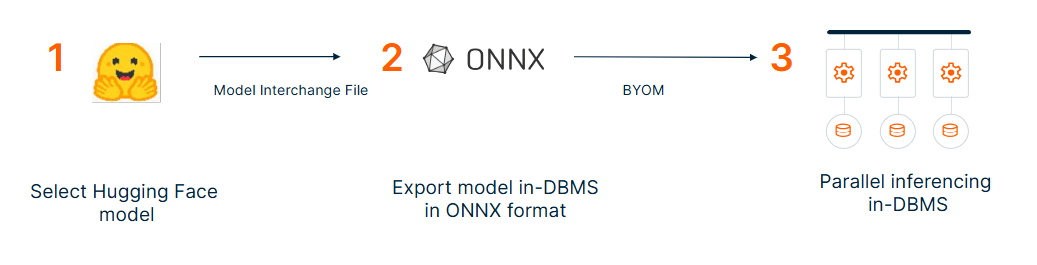 1
2
ONNX
3
Model Interchange File
BYOM
Select Hugging Face
model
Export model in-DBMS
in ONNX format
Parallel inferencing
in-DBMS